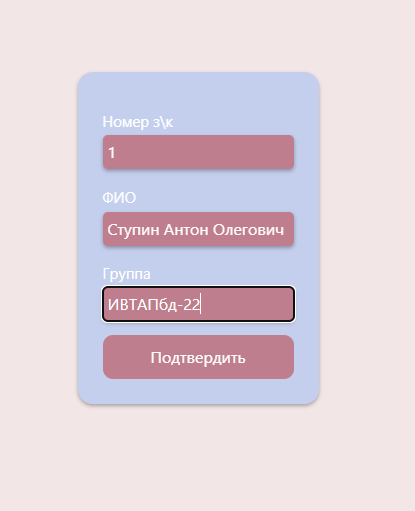 Номер з\к
1
ФИО
Ступин Антон Олегович
Группа
ИВТАПбд-22
Подтвердить